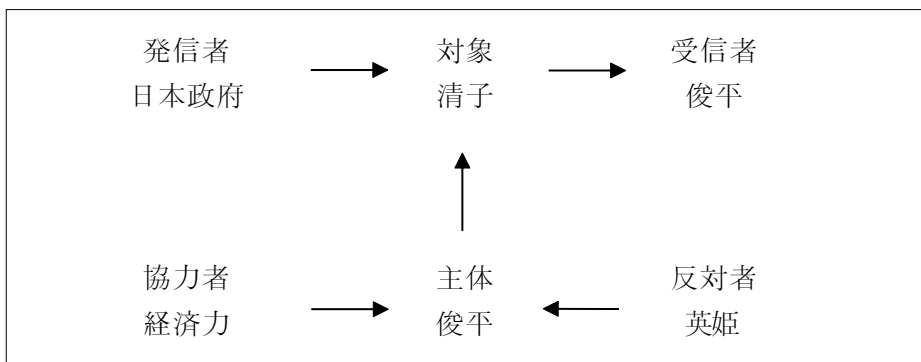 発信者 対象 受信者
日本政府 清子 俊平
協力者 主体 反対者
経済力 俊平 英姫